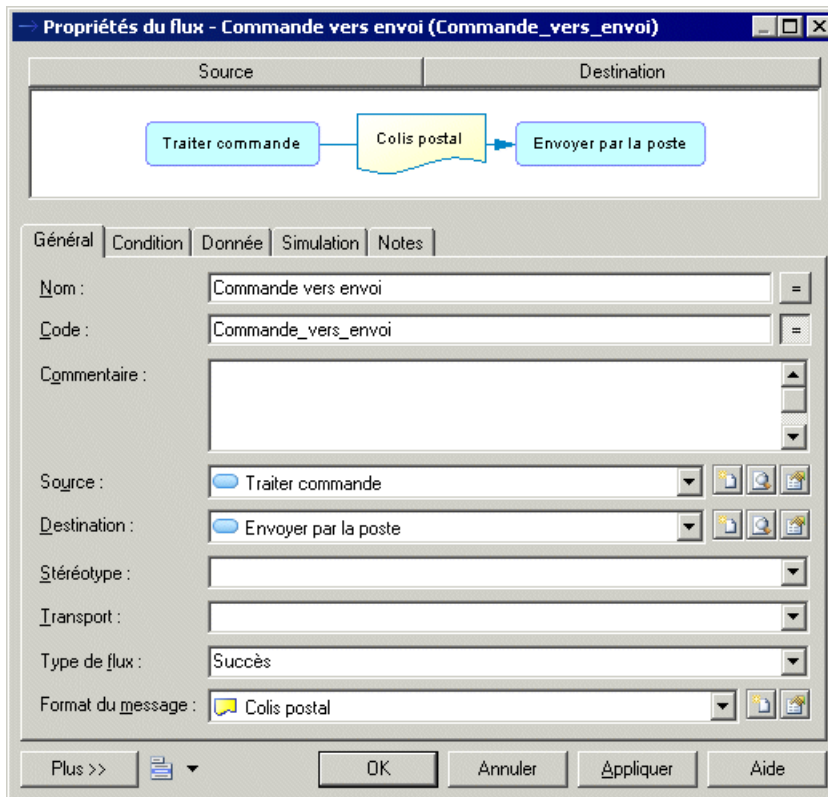 Propriétés du flux - Commande vers envoi (Commande_vers_envoi)
Source Destination
Traiter commande Colis postal Envoyer par la poste
Général Condition Donnée Simulation Notes
Nom : Commande vers envoi =
Code : Commande_vers_envoi =
Commentaire :
Source : Traiter commande
Destination : Envoyer par la poste
Stéréotype :
Transport :
Type de flux : Succès
Format du message : Colis postal
Plus >> OK Annuler Appliquer Aide